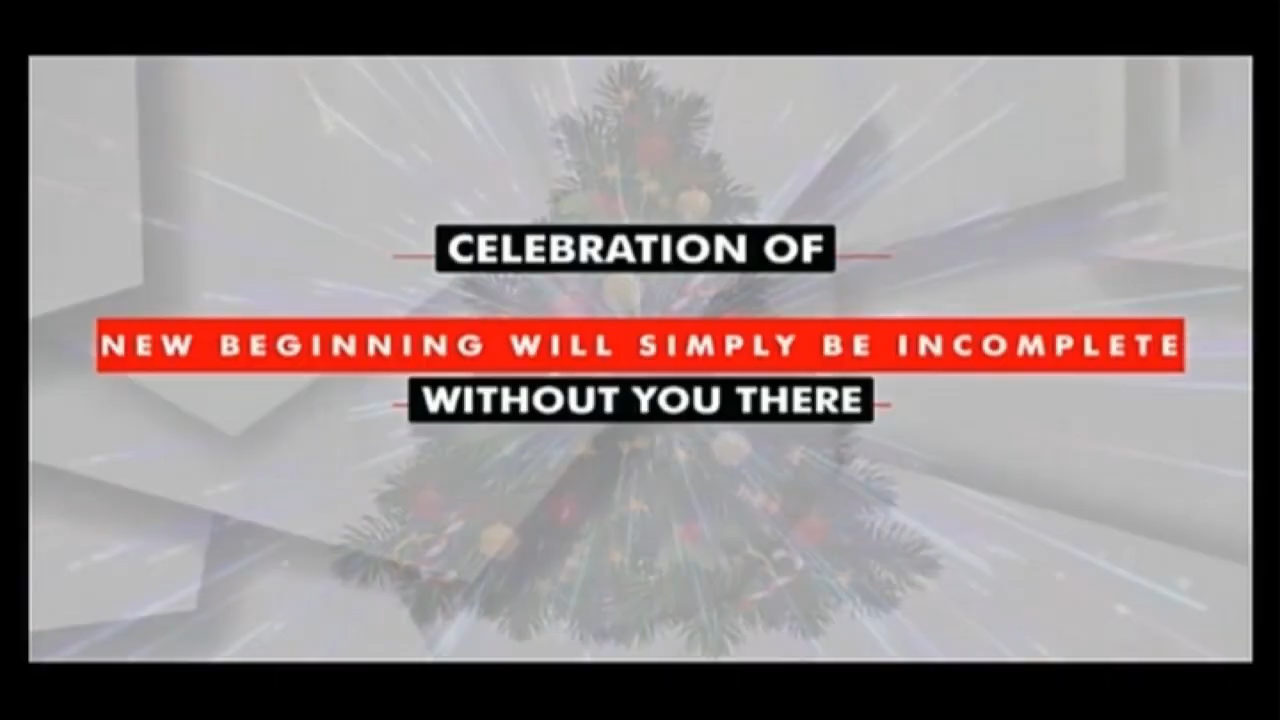 CELEBRATION OF
NEW BEGINNING WILL SIMPLY BE INCOMPLETE
WITHOUT YOU THERE